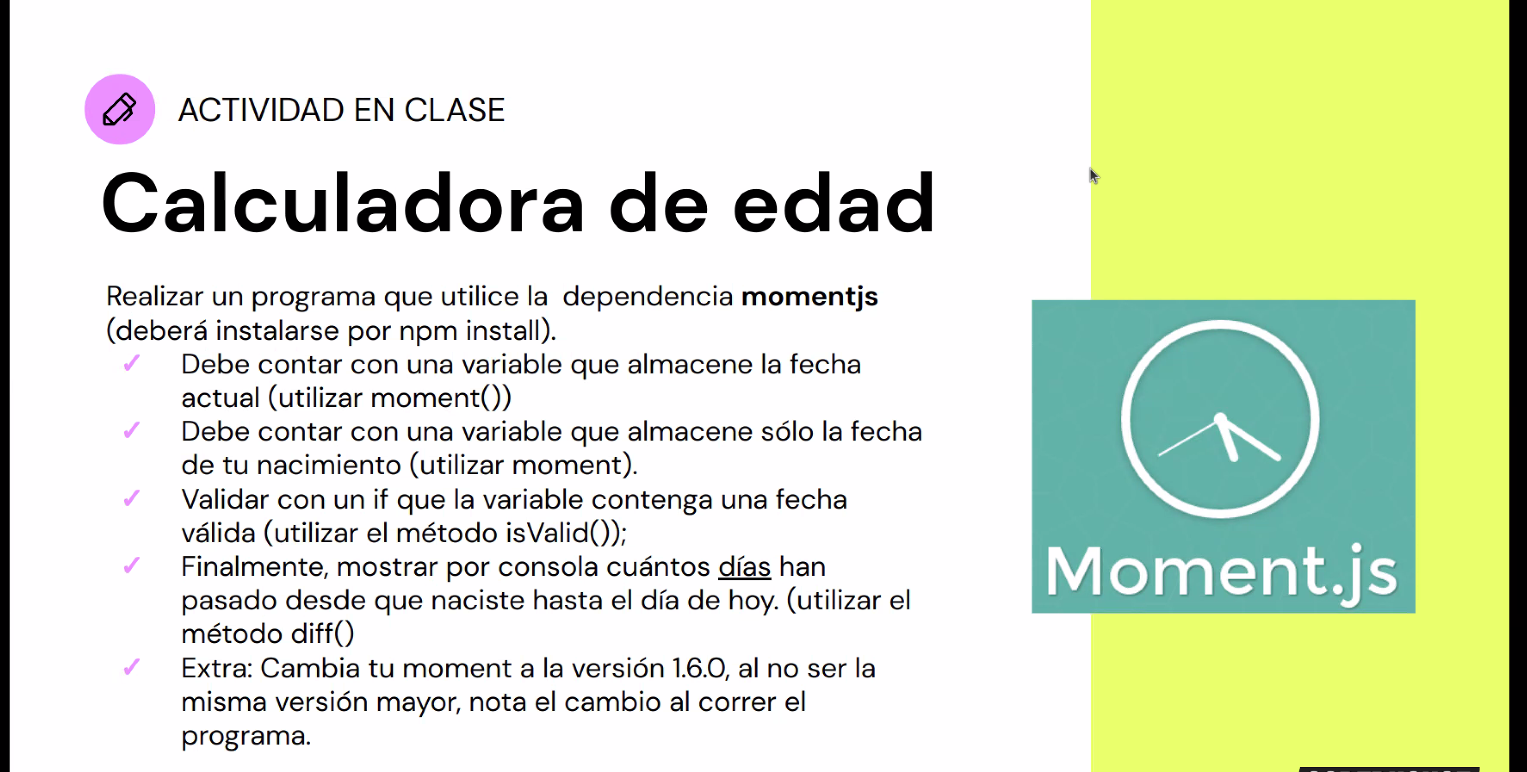 ACTIVIDAD EN CLASE
Calculadora de edad
Realizar un programa que utilice la dependencia momentjs
(deberá instalarse por npm install).
✓ Debe contar con una variable que almacene la fecha
actual (utilizar moment())
✓ Debe contar con una variable que almacene sólo la fecha
de tu nacimiento (utilizar moment).
✓ Validar con un if que la variable contenga una fecha
válida (utilizar el método isValid());
✓ Finalmente, mostrar por consola cuántos días han
pasado desde que naciste hasta el día de hoy. (utilizar el
método diff()
✓ Extra: Cambia tu moment a la versión 1.6.0, al no ser la
misma versión mayor, nota el cambio al correr el
programa.
Moment.js